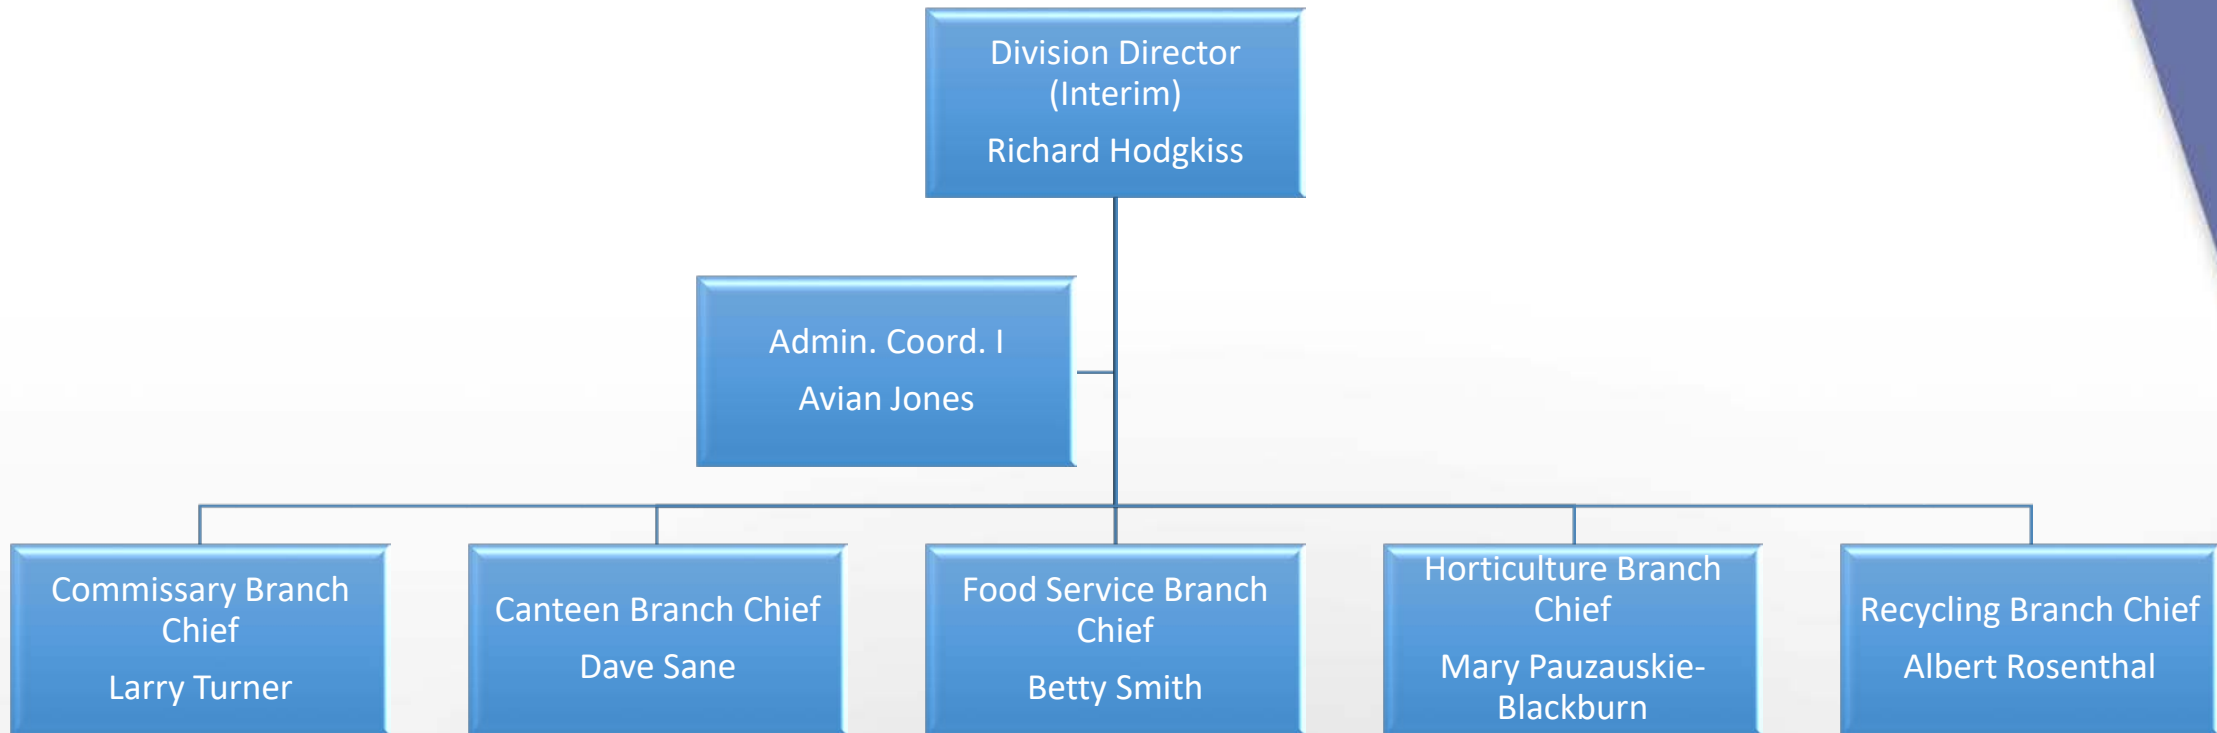 Division Director
(Interim)
Richard Hodgkiss
Admin. Coord. I
Avian Jones
Commissary Branch
Chief
Larry Turner
Canteen Branch Chief
Dave Sane
Food Service Branch
Chief
Betty Smith
Horticulture Branch
Chief
Mary Pauzauskie-
Blackburn
Recycling Branch Chief
Albert Rosenthal